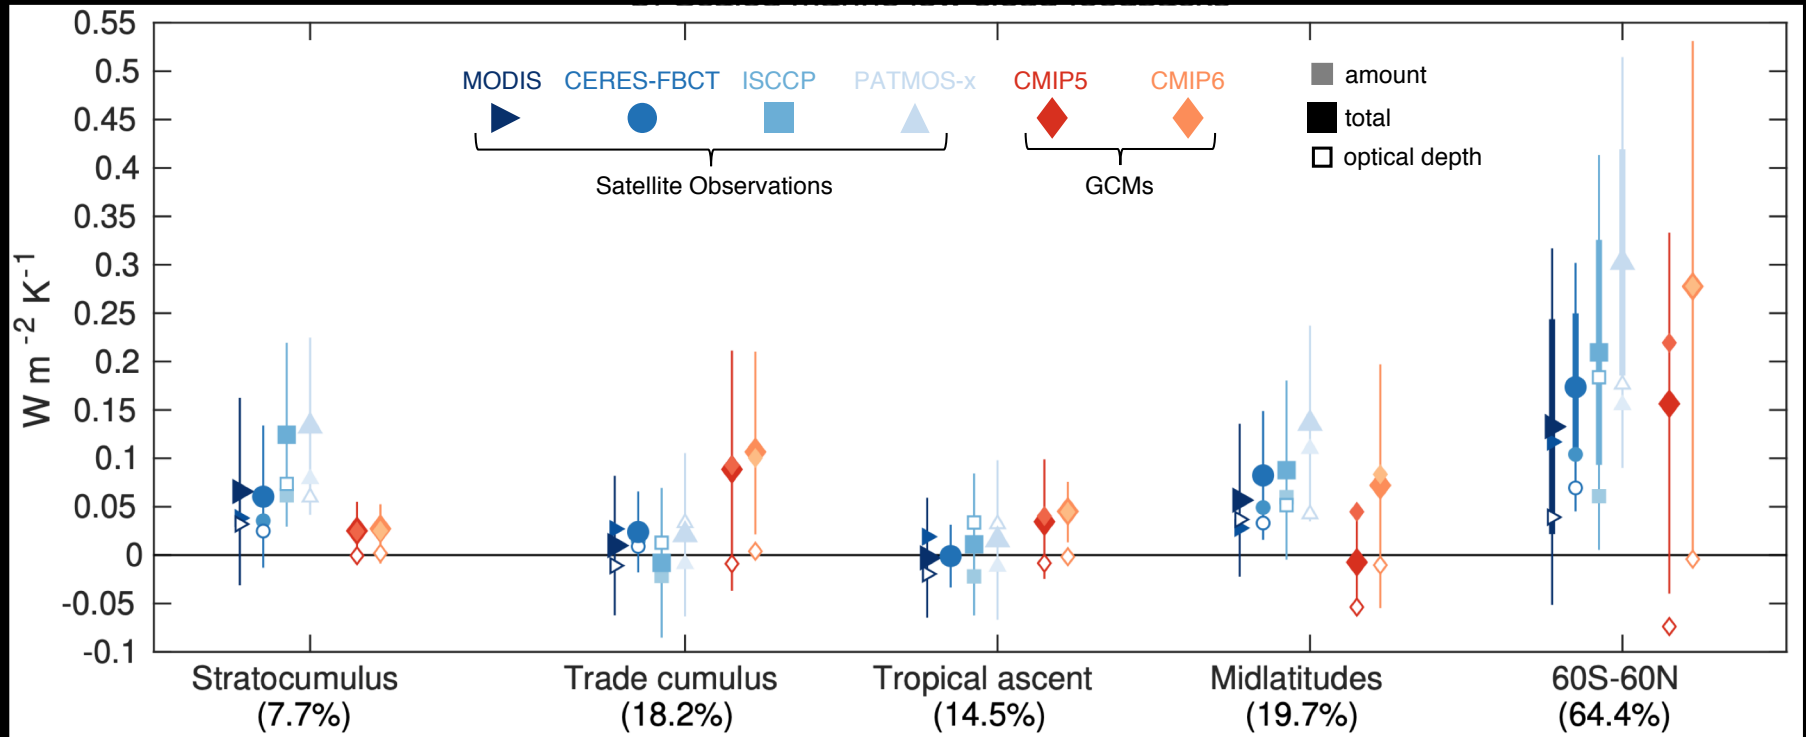 0.55
0.5
0.45
0.4
0.35
0.3
0.25
0.2
0.15
0.1
0.05
0
-0.05
-0.1
W m⁻² K⁻¹
MODIS CERES-FBCT ISCCP PATMOS-x CMIP5 CMIP6
Satellite Observations GCMs
amount
total
optical depth
Stratocumulus Trade cumulus Tropical ascent Midlatitudes 60S-60N
(7.7%) (18.2%) (14.5%) (19.7%) (64.4%)